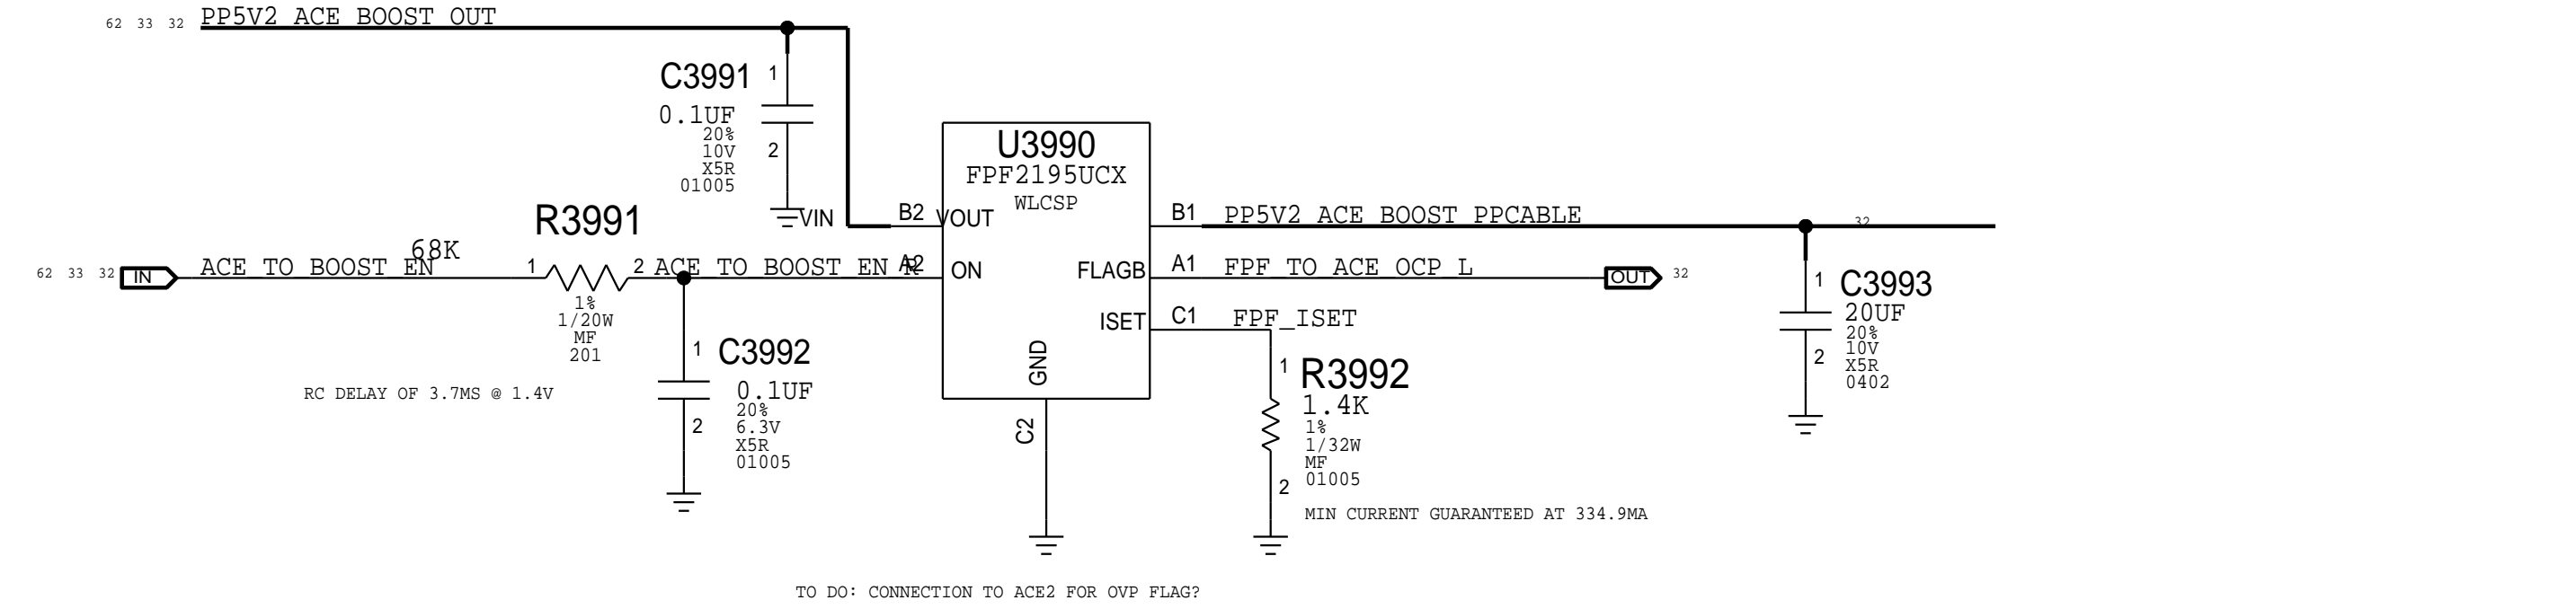 62 33 32 PP5V2 ACE BOOST OUT
C3991
1
0.1UF
20%
10V
X5R
01005
2
U3990
FPF2195UCX
WLCSP
VIN
B2
VOUT
B1
PP5V2 ACE BOOST PPCABLE
32
R3991
68K
62 33 32
IN
ACE TO BOOST EN
1
2
ACE TO BOOST EN R
A2
ON
FLAGB
A1
FPF TO ACE OCP L
OUT
32
1%
1/20W
MF
201
ISET
C1
FPF_ISET
GND
C2
1
C3992
0.1UF
20%
6.3V
X5R
01005
2
RC DELAY OF 3.7MS @ 1.4V
1
R3992
1.4K
1%
1/32W
MF
01005
2
MIN CURRENT GUARANTEED AT 334.9MA
1
C3993
20UF
20%
10V
X5R
0402
2
TO DO: CONNECTION TO ACE2 FOR OVP FLAG?